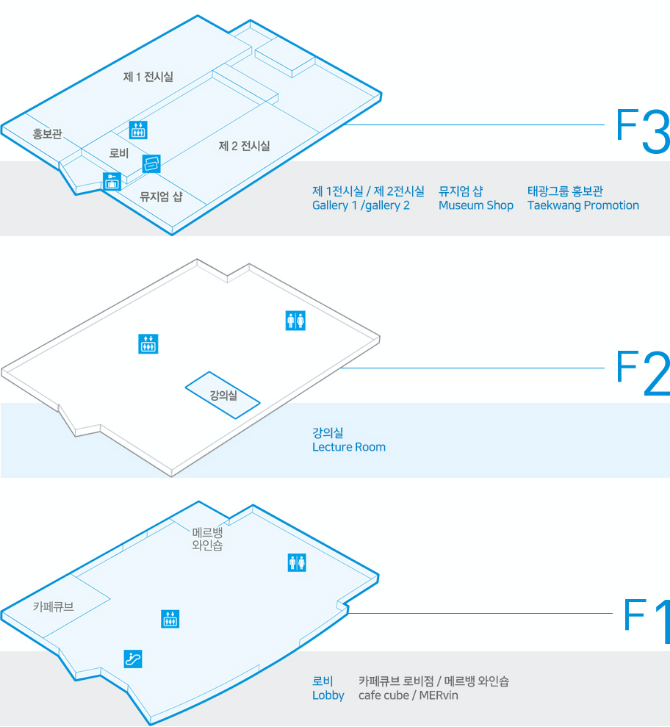 제 1 전시실
홍보관
로비
제 2 전시실
뮤지엄 샵
F3
제 1전시실 / 제 2전시실 뮤지엄 샵 태광그룹 홍보관
Gallery 1 /gallery 2 Museum Shop Taekwang Promotion
강의실
F2
강의실
Lecture Room
메르뱅
와인숍
카페큐브
F1
로비 카페큐브 로비점 / 메르뱅 와인숍
Lobby cafe cube / MERvin